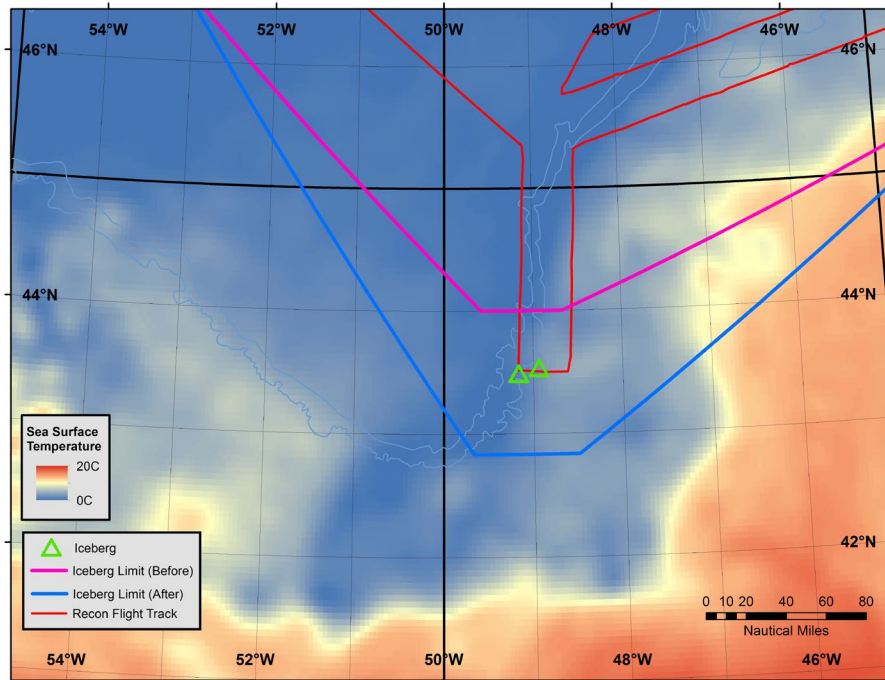 54°W 52°W 50°W 48°W 46°W
46°N 46°N
44°N 44°N
Sea Surface
Temperature
20C
0C
42°N 42°N
Iceberg
Iceberg Limit (Before)
Iceberg Limit (After)
Recon Flight Track
0 10 20 40 60 80
Nautical Miles
54°W 52°W 50°W 48°W 46°W